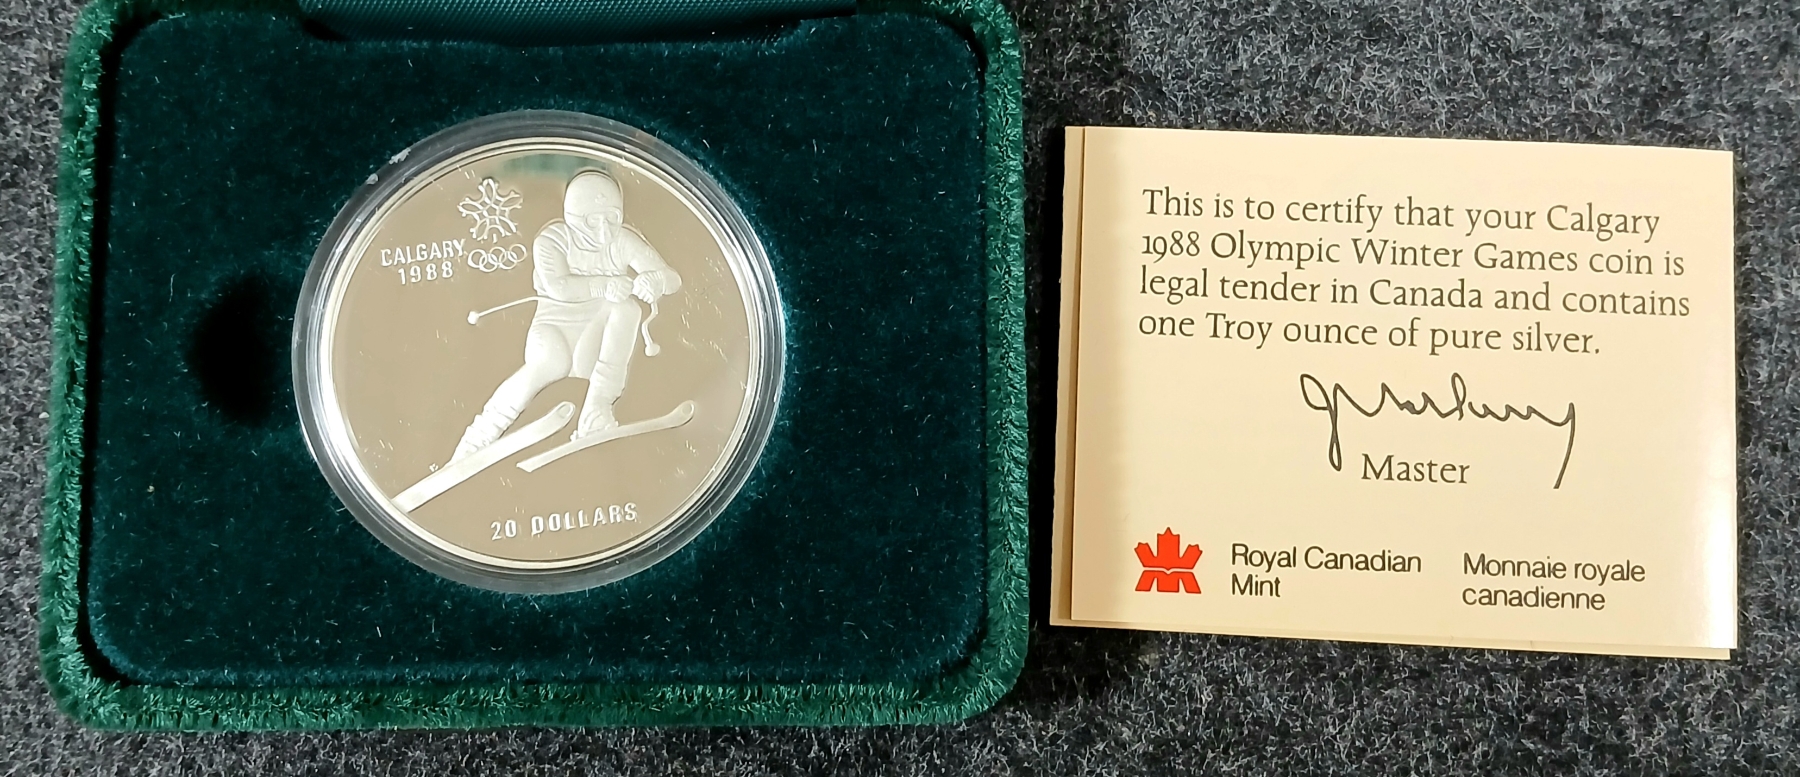 CALGARY
1988
20 DOLLARS
This is to certify that your Calgary
1988 Olympic Winter Games coin is
legal tender in Canada and contains
one Troy ounce of pure silver.
Master
Royal Canadian
Mint
Monnaie royale
canadienne